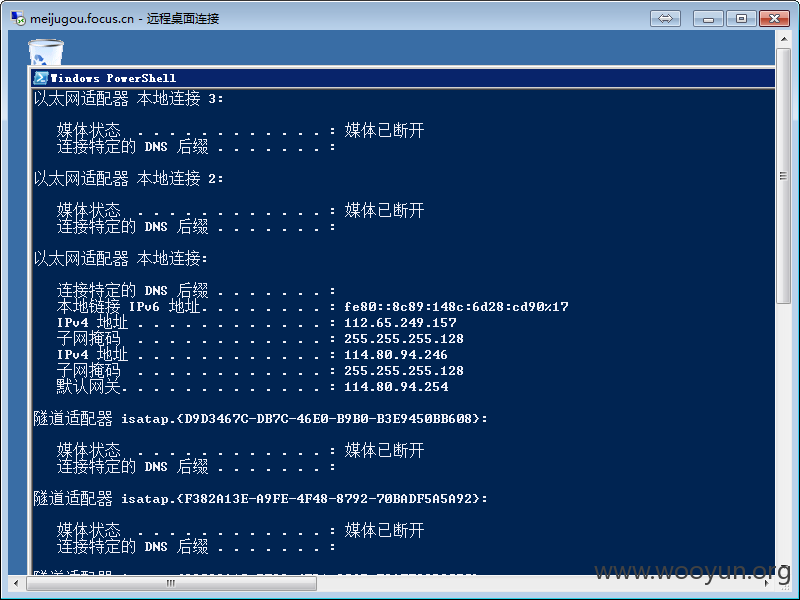 meijugou.focus.cn - 远程桌面连接
Windows PowerShell
以太网适配器 本地连接 3:
媒体状态 . . . . . . . . . . . . : 媒体已断开
连接特定的 DNS 后缀 . . . . . . . :
以太网适配器 本地连接 2:
媒体状态 . . . . . . . . . . . . : 媒体已断开
连接特定的 DNS 后缀 . . . . . . . :
以太网适配器 本地连接:
连接特定的 DNS 后缀 . . . . . . . :
本地链接 IPv6 地址. . . . . . . . : fe80::8c89:148c:6d28:cd90%17
IPv4 地址 . . . . . . . . . . . . : 112.65.249.157
子网掩码 . . . . . . . . . . . . : 255.255.255.128
IPv4 地址 . . . . . . . . . . . . : 114.80.94.246
子网掩码 . . . . . . . . . . . . : 255.255.255.128
默认网关. . . . . . . . . . . . . : 114.80.94.254
隧道适配器 isatap.{D9D3467C-DB7C-46E0-B9B0-B3E9450BB608}:
媒体状态 . . . . . . . . . . . . : 媒体已断开
连接特定的 DNS 后缀 . . . . . . . :
隧道适配器 isatap.{F382A13E-A9FE-4F48-8792-70BADF5A5A92}:
媒体状态 . . . . . . . . . . . . : 媒体已断开
连接特定的 DNS 后缀 . . . . . . . :
www.wooyun.org